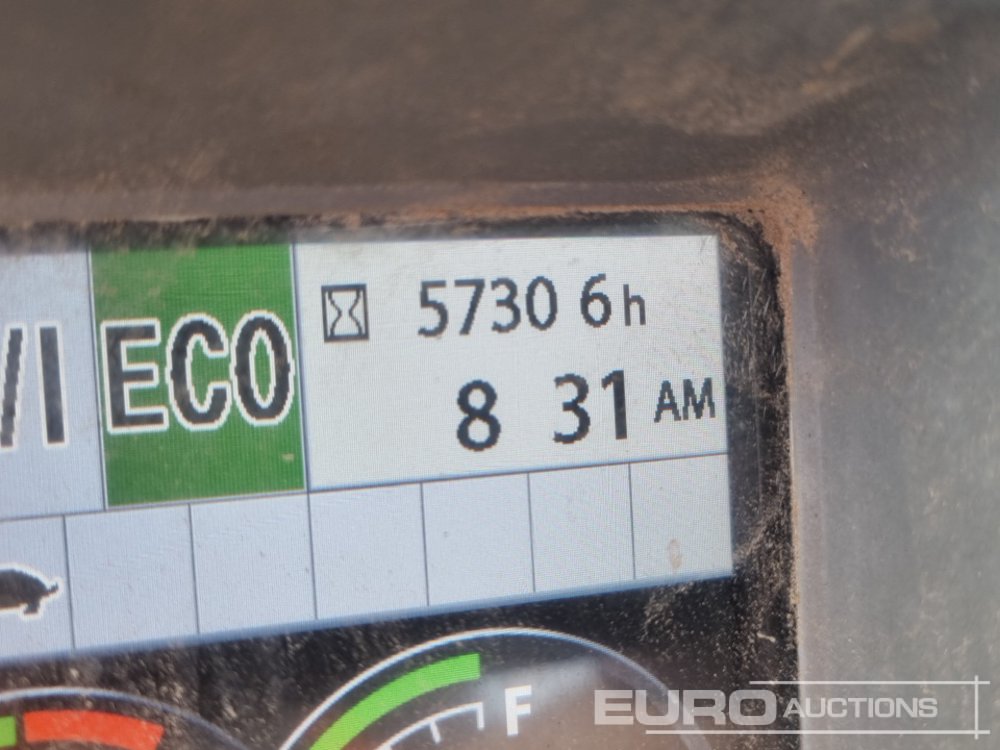 /I ECO 5730 6h
8 31 AM
F
EURO AUCTIONS